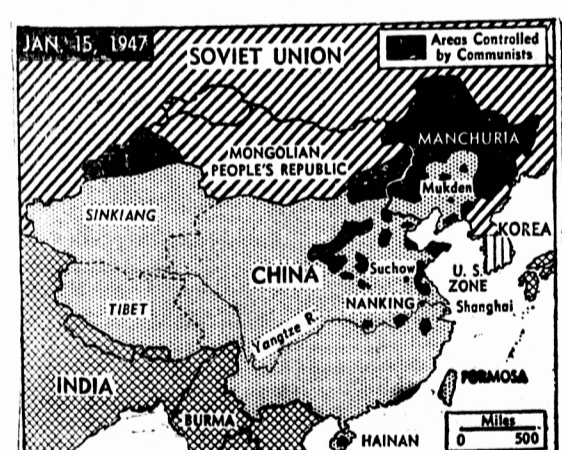 JAN. 15, 1947
SOVIET UNION
Areas Controlled
by Communists
MANCHURIA
MONGOLIAN
PEOPLE'S REPUBLIC
Mukden
SINKIANG
KOREA
CHINA
Suchow
U. S.
ZONE
TIBET
NANKING
Shanghai
Yangtze R.
INDIA
FORMOSA
BURMA
Miles
0 500
HAINAN